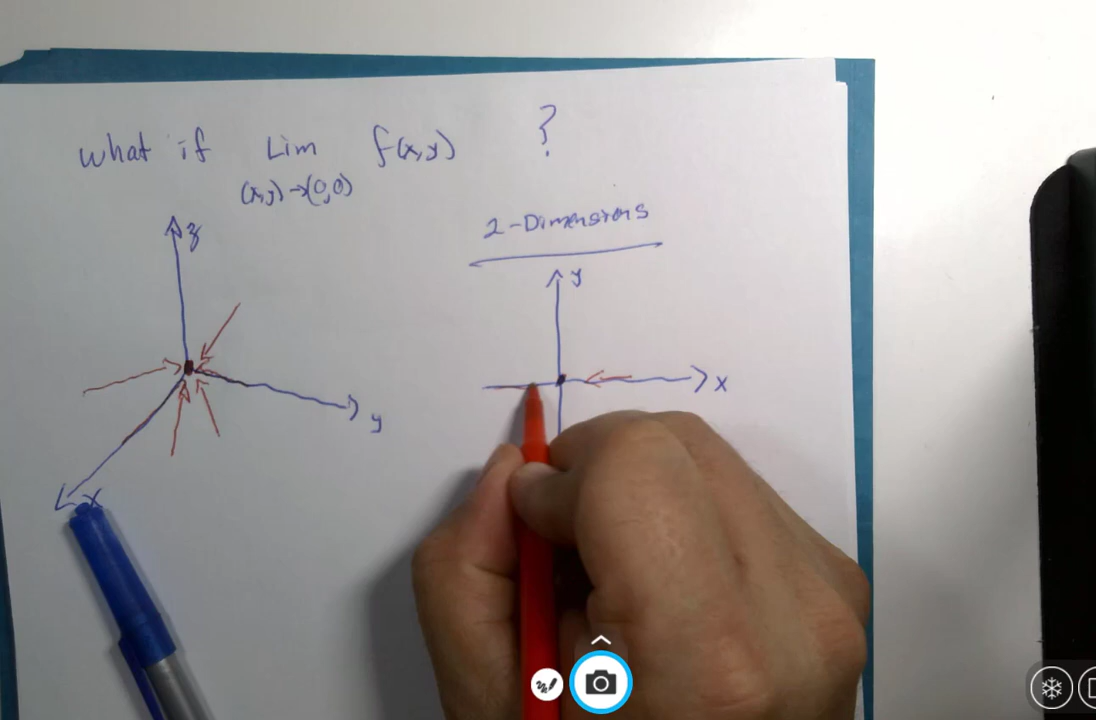 what if Lim f(x,y) ?
(x,y)→(0,0)
2-Dimensions
z
y
x
y
x